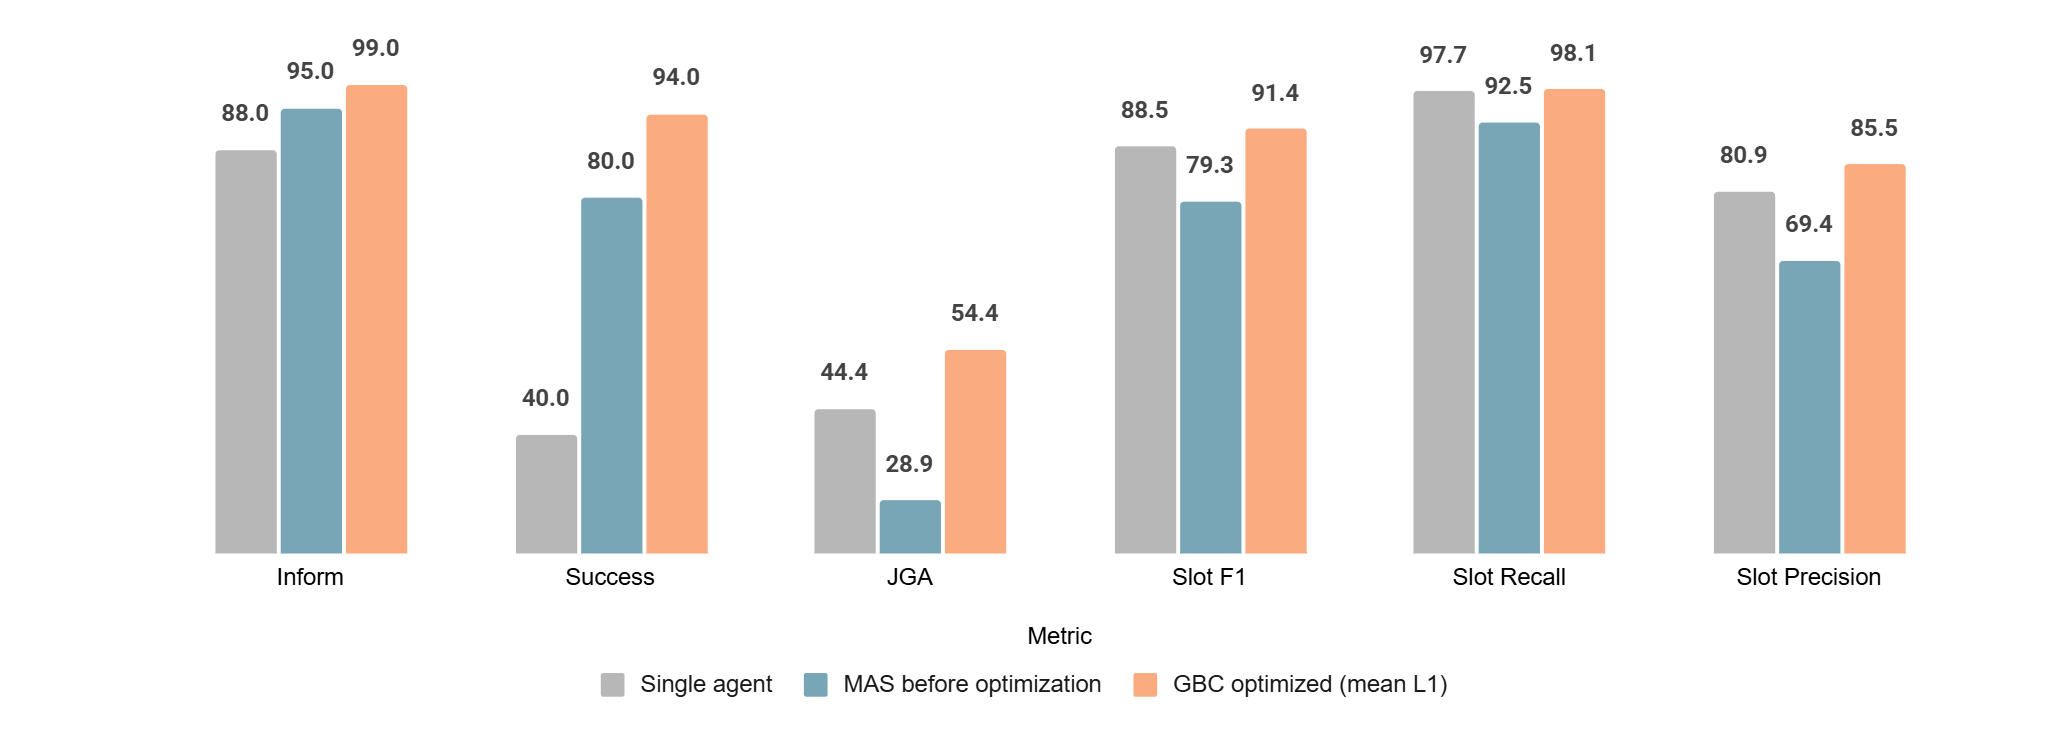 88.0 95.0 99.0
40.0 80.0 94.0
44.4 28.9 54.4
88.5 79.3 91.4
97.7 92.5 98.1
80.9 69.4 85.5
Inform Success JGA Slot F1 Slot Recall Slot Precision
Metric
Single agent MAS before optimization GBC optimized (mean L1)